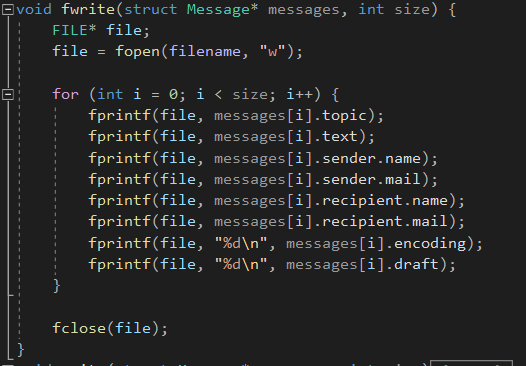 void fwrite(struct Message* messages, int size) {
    FILE* file;
    file = fopen(filename, "w");

    for (int i = 0; i < size; i++) {
        fprintf(file, messages[i].topic);
        fprintf(file, messages[i].text);
        fprintf(file, messages[i].sender.name);
        fprintf(file, messages[i].sender.mail);
        fprintf(file, messages[i].recipient.name);
        fprintf(file, messages[i].recipient.mail);
        fprintf(file, "%d\n", messages[i].encoding);
        fprintf(file, "%d\n", messages[i].draft);
    }

    fclose(file);
}